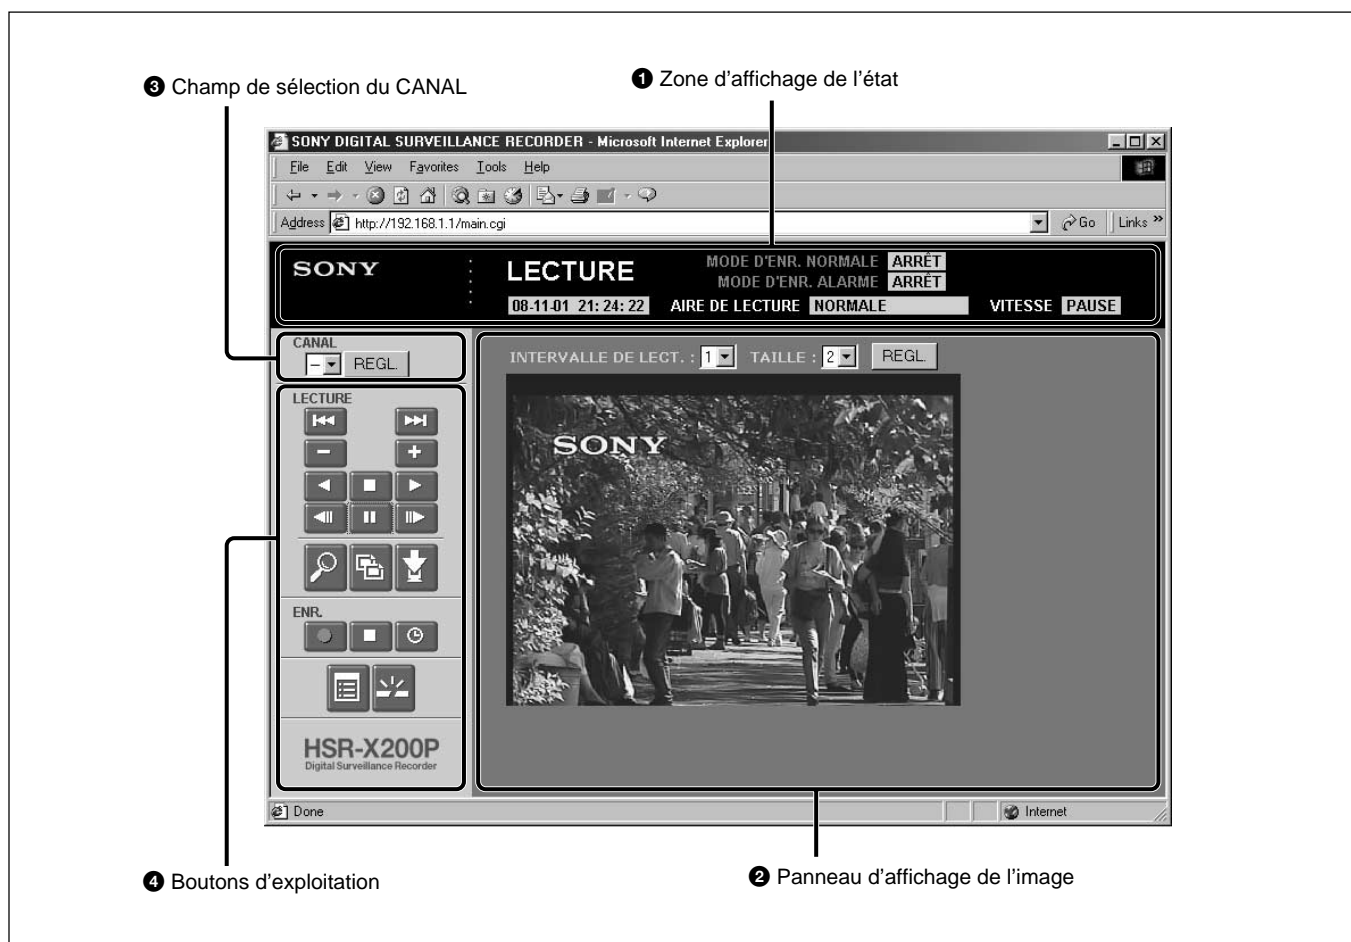 ❸ Champ de sélection du CANAL
❶ Zone d'affichage de l'état
SONY DIGITAL SURVEILLANCE RECORDER - Microsoft Internet Explorer
File Edit View Favorites Tools Help
Address http://192.168.1.1/main.cgi Go Links »
SONY
LECTURE
MODE D'ENR. NORMALE ARRÊT
MODE D'ENR. ALARME ARRÊT
08-11-01 21:24:22 AIRE DE LECTURE NORMALE VITESSE PAUSE
CANAL
– REGL.
INTERVALLE DE LECT. : 1 TAILLE : 2 REGL.
LECTURE
SONY
ENR.
HSR-X200P
Digital Surveillance Recorder
Done Internet
❹ Boutons d'exploitation
❷ Panneau d'affichage de l'image